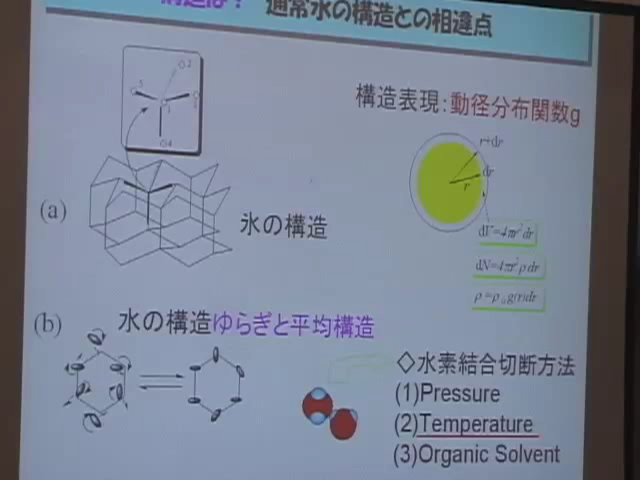 構造は? 通常水の構造との相違点
構造表現:動径分布関数g
r+dr
dr
r
(a)
氷の構造
dV=4πr²dr
dN=4πr²ρdr
ρ=ρ₀g(r)dr
(b)
水の構造ゆらぎと平均構造
◇水素結合切断方法
(1)Pressure
(2)Temperature
(3)Organic Solvent